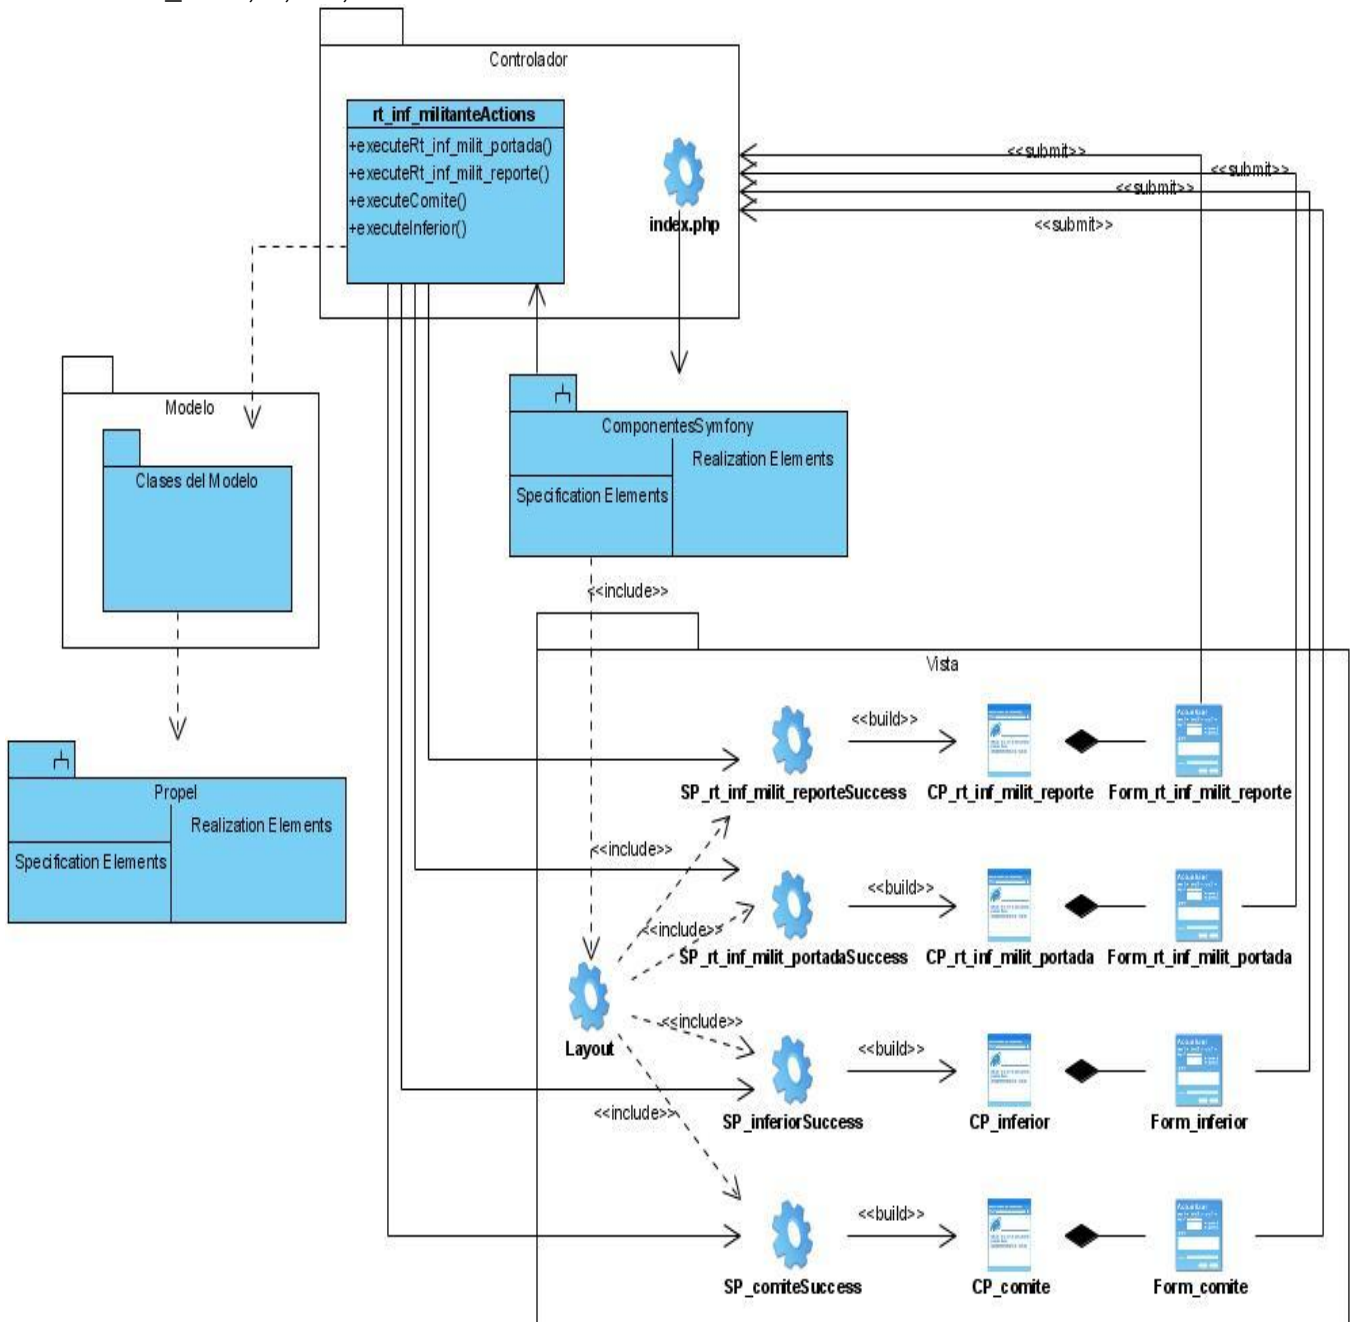 Controlador
rt_inf_militanteActions
+executeRt_inf_milit_portada()
+executeRt_inf_milit_reporte()
+executeComite()
+executeInferior()
index.php
<<submit>>
<<submit>>
<<submit>>
<<submit>>
Modelo
Clases del Modelo
ComponentesSymfony
Realization Elements
Specification Elements
<<include>>
Propel
Realization Elements
Specification Elements
Vista
<<build>>
SP_rt_inf_milit_reporteSuccess
CP_rt_inf_milit_reporte
Form_rt_inf_milit_reporte
<<include>>
<<build>>
<<include>>
SP_rt_inf_milit_portadaSuccess
CP_rt_inf_milit_portada
Form_rt_inf_milit_portada
Layout
<<include>>
<<build>>
<<include>>
SP_inferiorSuccess
CP_inferior
Form_inferior
<<build>>
SP_comiteSuccess
CP_comite
Form_comite